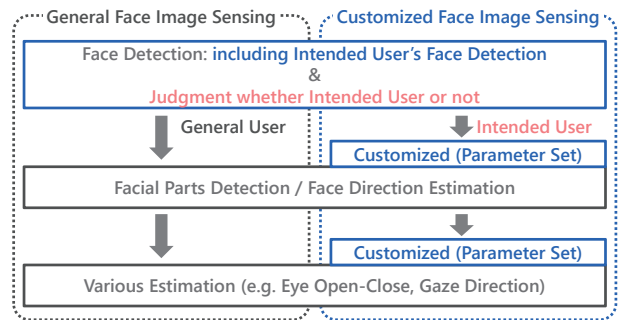 General Face Image Sensing
Customized Face Image Sensing
Face Detection: including Intended User's Face Detection
&
Judgment whether Intended User or not
General User
Intended User
Customized (Parameter Set)
Facial Parts Detection / Face Direction Estimation
Customized (Parameter Set)
Various Estimation (e.g. Eye Open-Close, Gaze Direction)